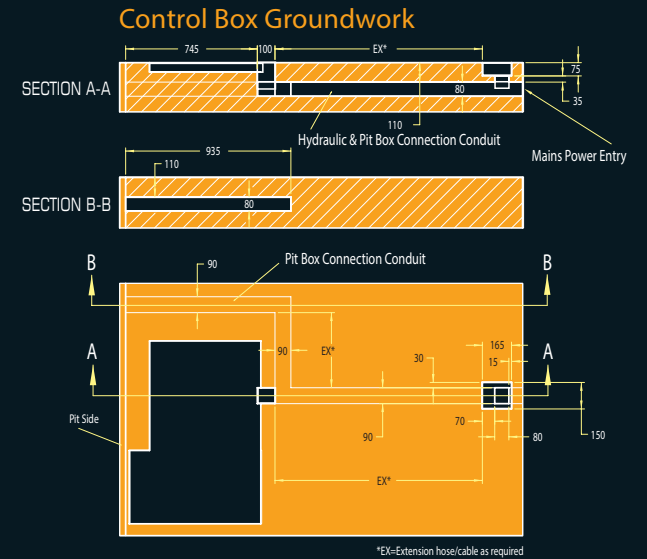 Control Box Groundwork
745
100
EX*
75
SECTION A-A
80
35
110
Hydraulic & Pit Box Connection Conduit
Mains Power Entry
935
110
SECTION B-B
80
B
90
Pit Box Connection Conduit
B
A
90
EX*
30
165
15
A
Pit Side
70
90
80
150
EX*
*EX=Extension hose/cable as required